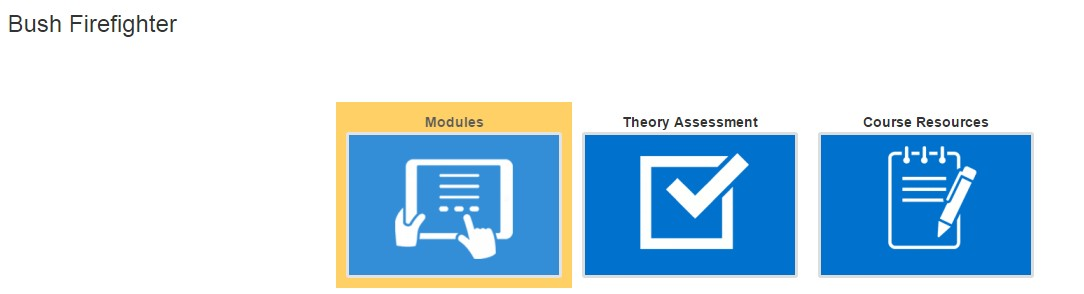 Bush Firefighter
Modules
Theory Assessment
Course Resources